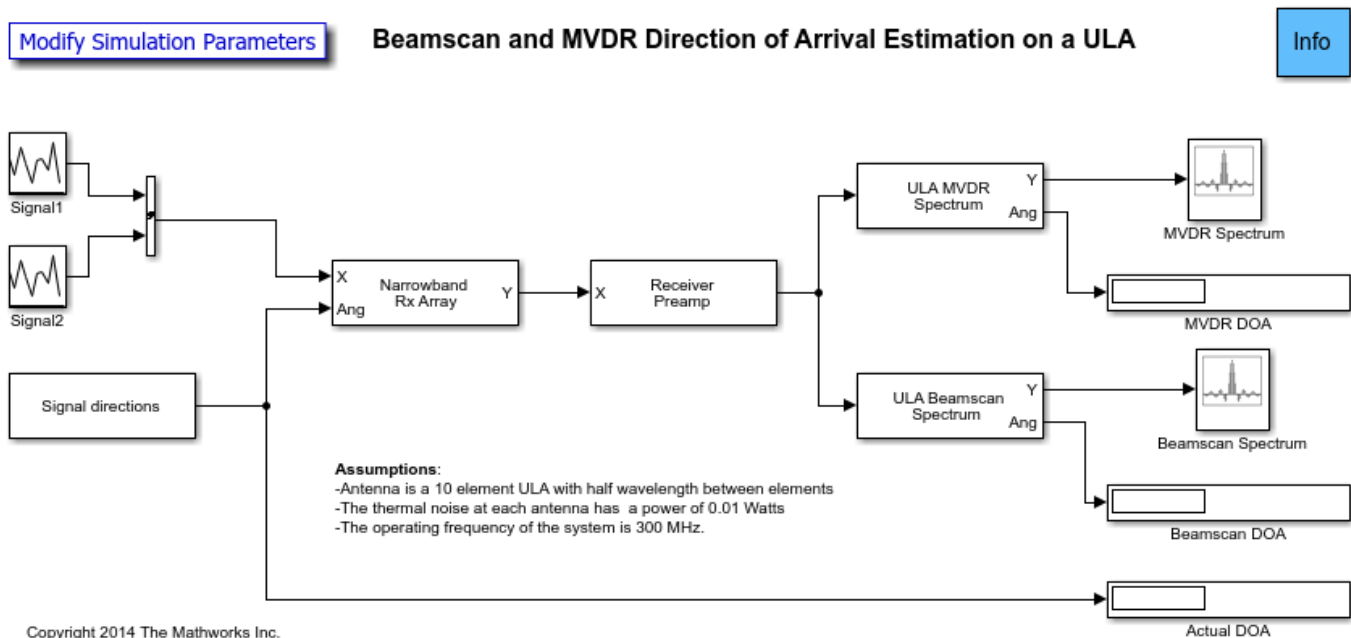 Modify Simulation Parameters
Beamscan and MVDR Direction of Arrival Estimation on a ULA
Info
Signal1
Signal2
Signal directions
X
Ang
Narrowband
Rx Array
Y
X
Receiver
Preamp
ULA MVDR
Spectrum
Y
Ang
MVDR Spectrum
MVDR DOA
ULA Beamscan
Spectrum
Y
Ang
Beamscan Spectrum
Beamscan DOA
Assumptions:
-Antenna is a 10 element ULA with half wavelength between elements
-The thermal noise at each antenna has a power of 0.01 Watts
-The operating frequency of the system is 300 MHz.
Actual DOA
Copyright 2014 The Mathworks Inc.